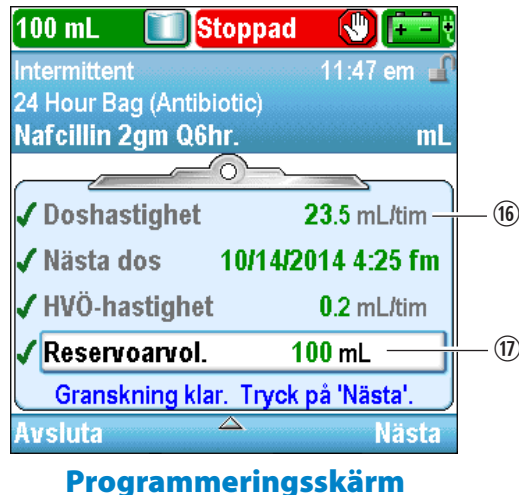 100 mL Stoppad
Intermittent 11:47 em
24 Hour Bag (Antibiotic)
Nafcillin 2gm Q6hr. mL
Doshastighet 23.5 mL/tim ⑯
Nästa dos 10/14/2014 4:25 fm
HVÖ-hastighet 0.2 mL/tim
Reservoarvol. 100 mL ⑰
Granskning klar. Tryck på 'Nästa'.
Avsluta Nästa
Programmeringsskärm